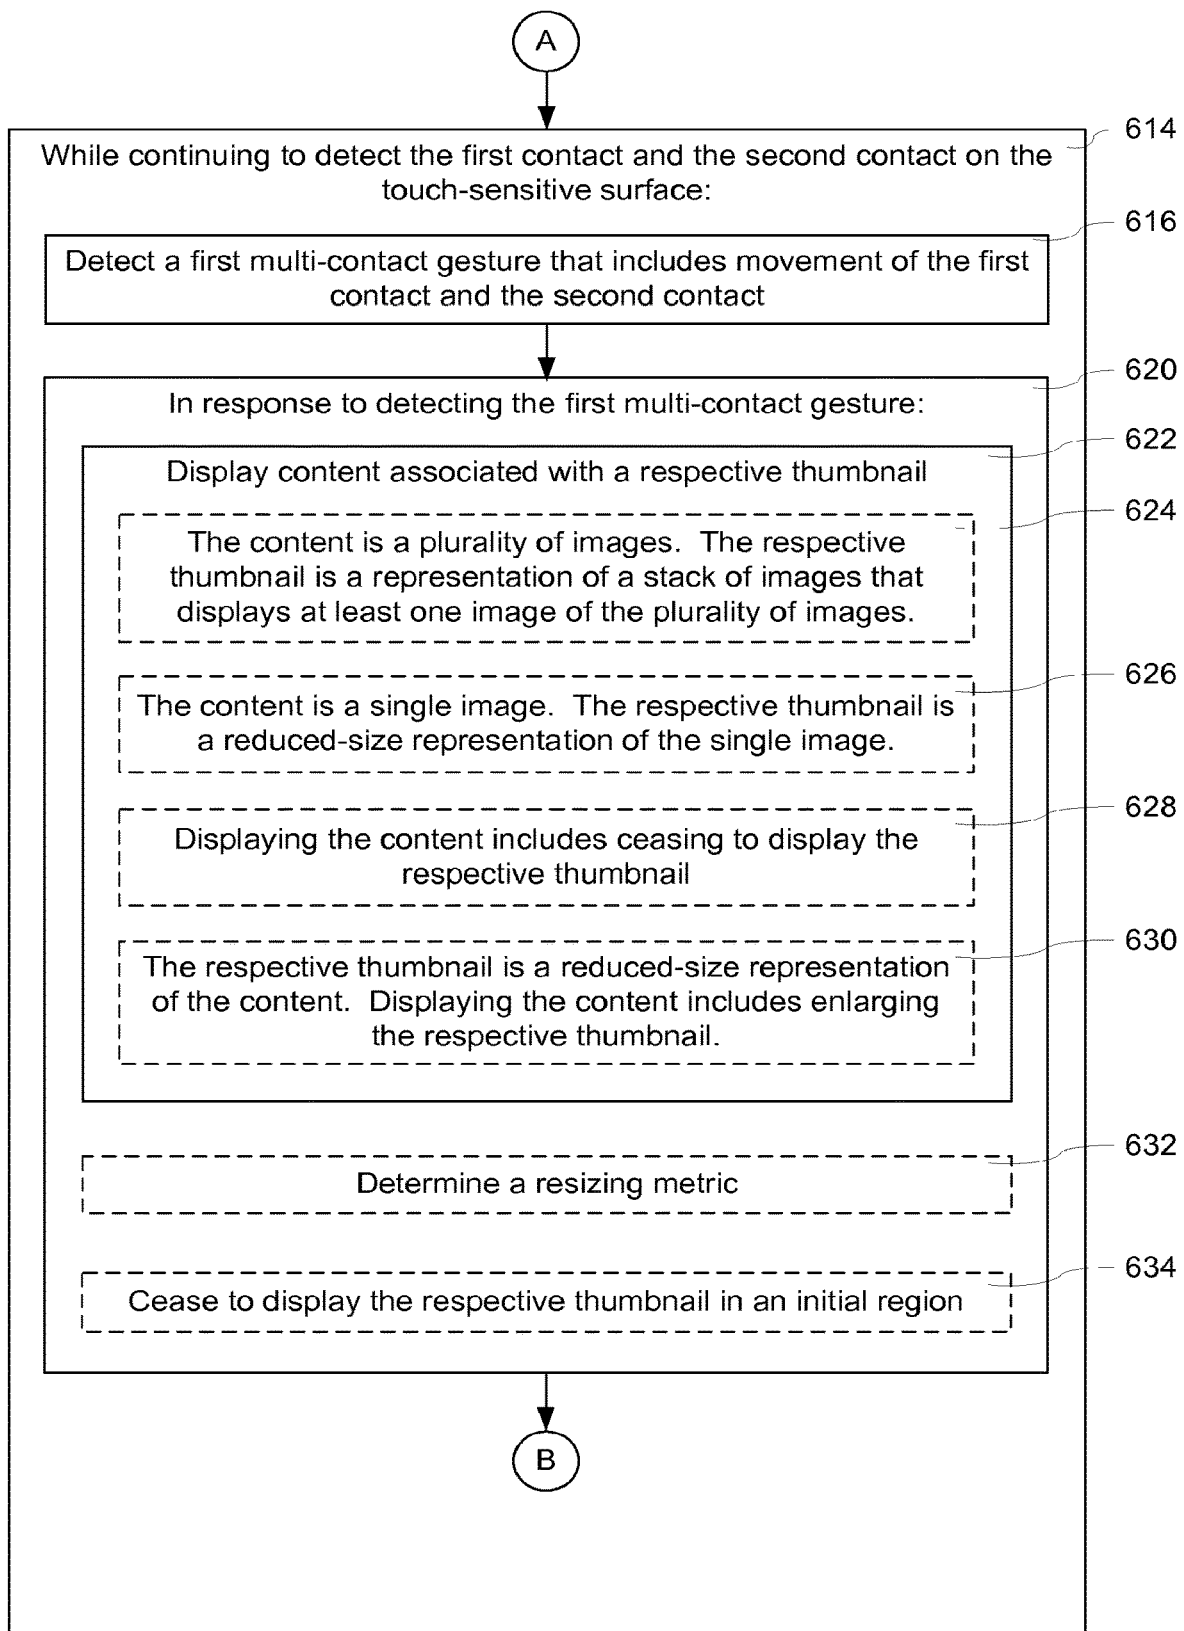 A
614
While continuing to detect the first contact and the second contact on the
touch-sensitive surface:
616
Detect a first multi-contact gesture that includes movement of the first
contact and the second contact
620
In response to detecting the first multi-contact gesture:
622
Display content associated with a respective thumbnail
624
The content is a plurality of images. The respective
thumbnail is a representation of a stack of images that
displays at least one image of the plurality of images.
626
The content is a single image. The respective thumbnail is
a reduced-size representation of the single image.
628
Displaying the content includes ceasing to display the
respective thumbnail
630
The respective thumbnail is a reduced-size representation
of the content. Displaying the content includes enlarging
the respective thumbnail.
632
Determine a resizing metric
634
Cease to display the respective thumbnail in an initial region
B